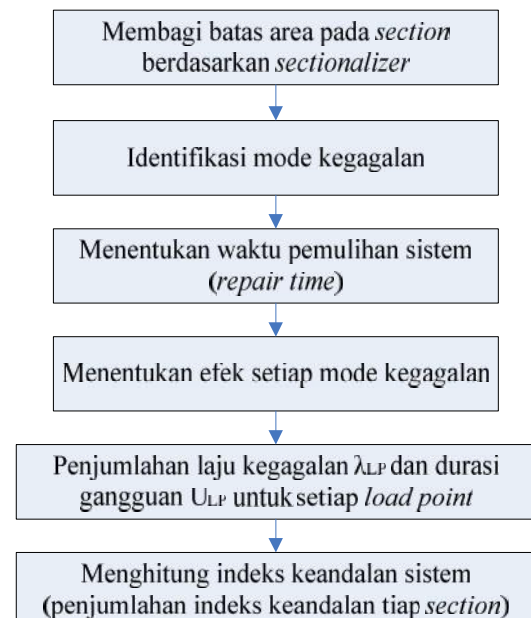 Membagi batas area pada section
berdasarkan sectionalizer
Identifikasi mode kegagalan
Menentukan waktu pemulihan sistem
(repair time)
Menentukan efek setiap mode kegagalan
Penjumlahan laju kegagalan λLP dan durasi
gangguan ULP untuk setiap load point
Menghitung indeks keandalan sistem
(penjumlahan indeks keandalan tiap section)